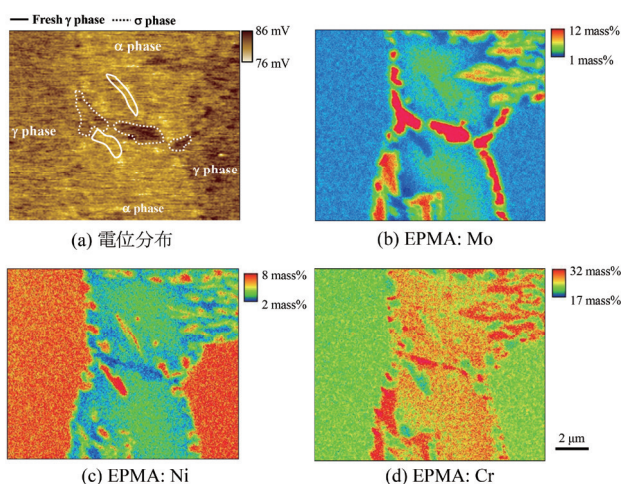 Fresh γ phase
σ phase
α phase
γ phase
γ phase
α phase
86 mV
76 mV
(a) 電位分布
12 mass%
1 mass%
(b) EPMA: Mo
8 mass%
2 mass%
(c) EPMA: Ni
32 mass%
17 mass%
2 μm
(d) EPMA: Cr